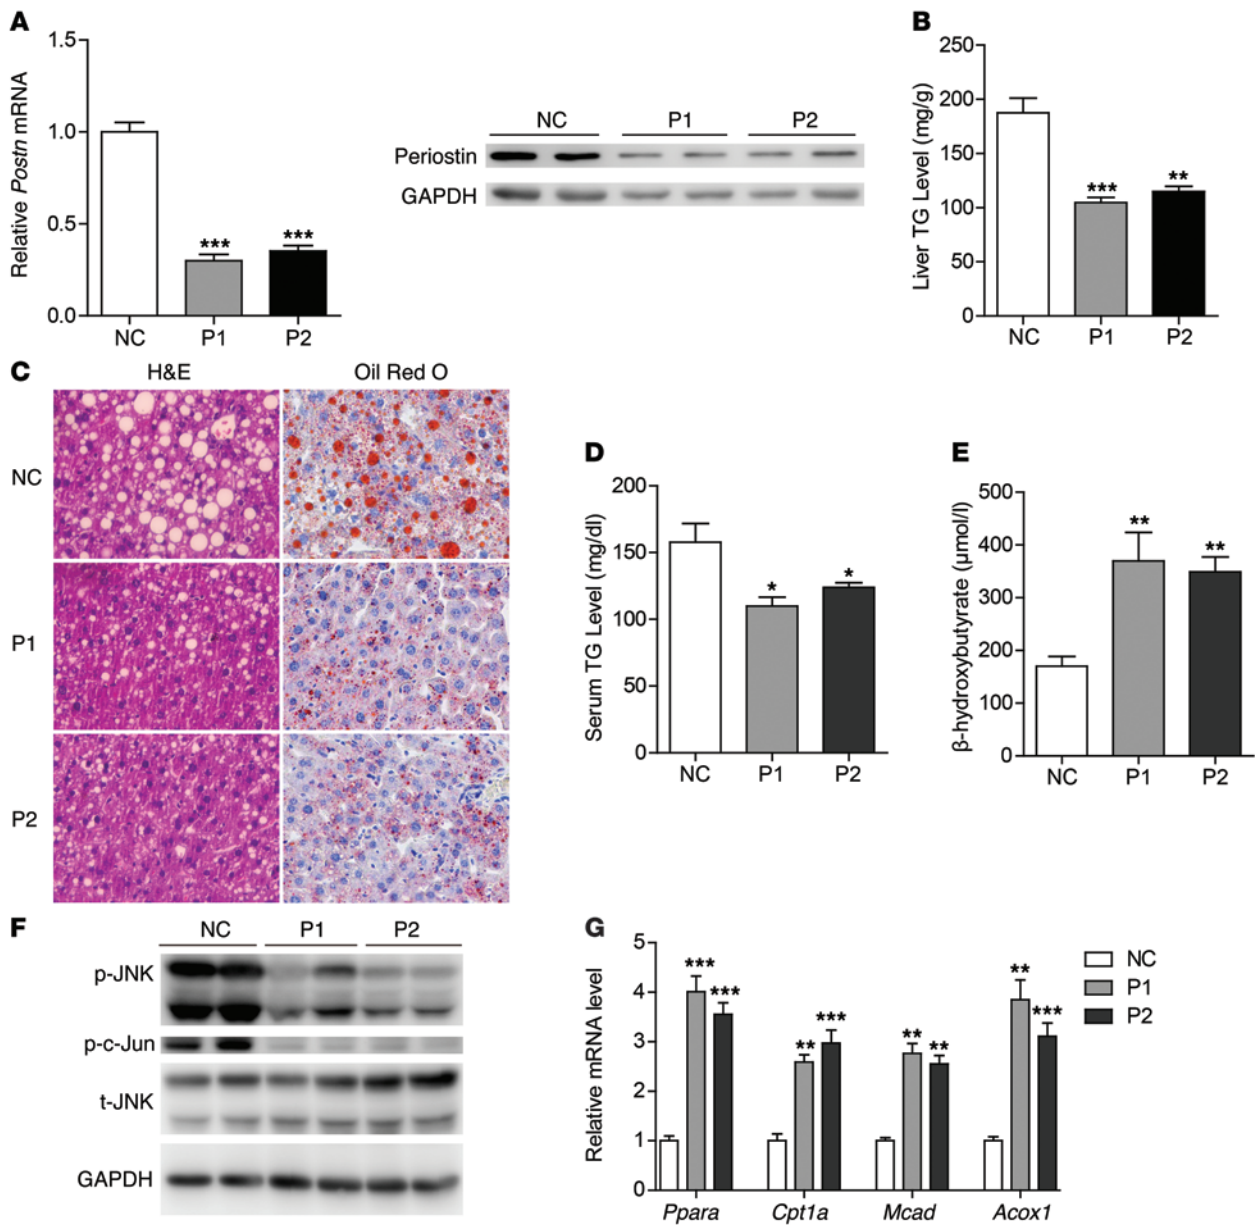 A
1.5
1.0
0.5
0.0
Relative Postn mRNA
***
***
NC P1 P2
NC P1 P2
Periostin
GAPDH
B
250
200
150
100
50
0
Liver TG Level (mg/g)
***
**
NC P1 P2
C
H&E Oil Red O
NC
P1
P2
D
200
150
100
50
0
Serum TG Level (mg/dl)
*
*
NC P1 P2
E
500
400
300
200
100
0
β-hydroxybutyrate (μmol/l)
**
**
NC P1 P2
F
NC P1 P2
p-JNK
p-c-Jun
t-JNK
GAPDH
G
5
4
3
2
1
0
Relative mRNA level
*** *** ** *** ** ** ** ***
Ppara Cpt1a Mcad Acox1
NC
P1
P2